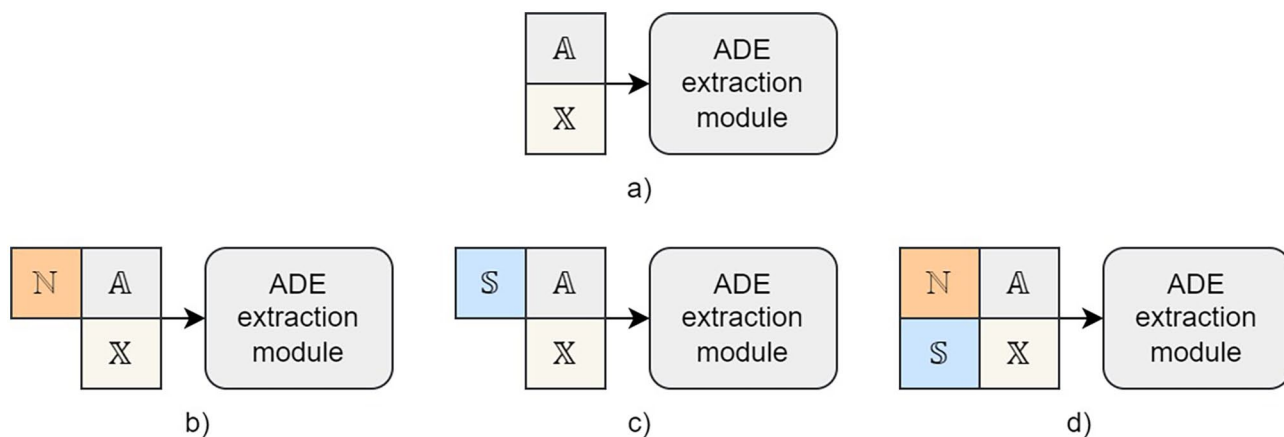 𝔸
𝕏
ADE
extraction
module
a)
ℕ
𝔸
𝕏
ADE
extraction
module
b)
𝕊
𝔸
𝕏
ADE
extraction
module
c)
ℕ
𝔸
𝕊
𝕏
ADE
extraction
module
d)